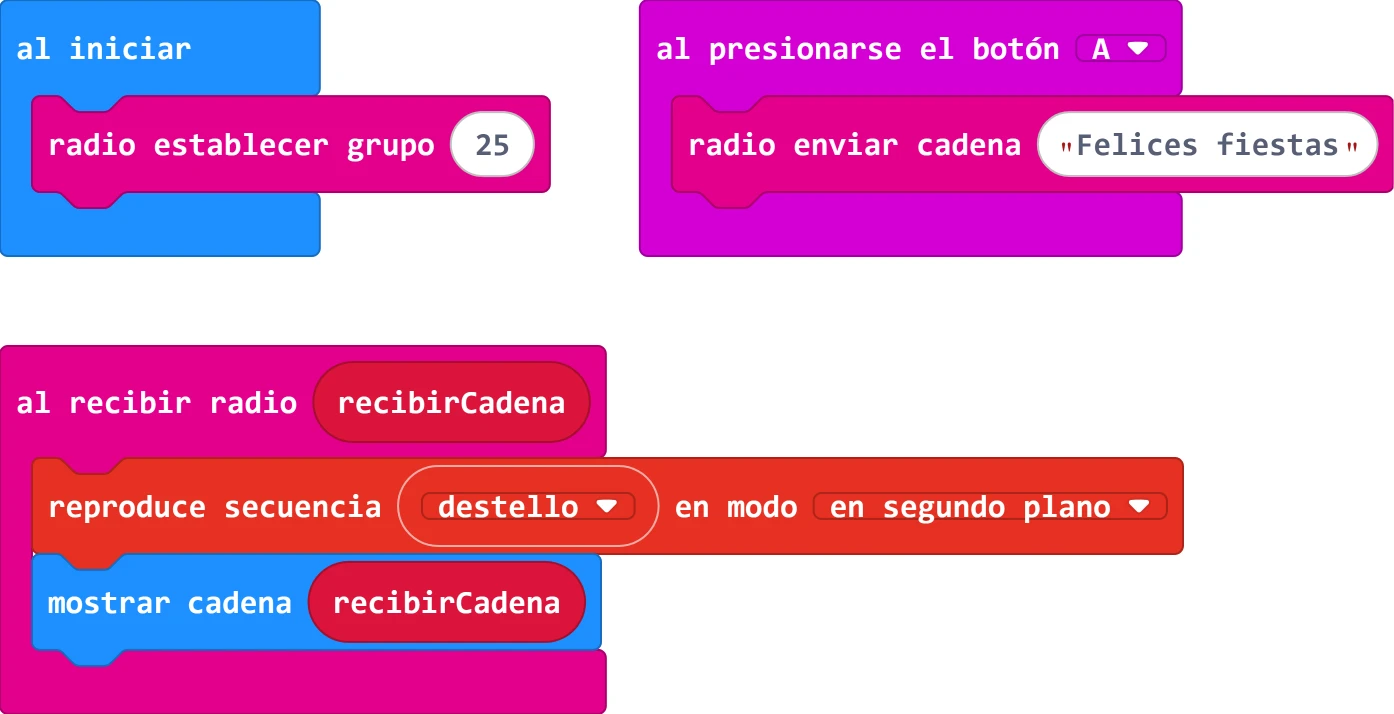 al iniciar
radio establecer grupo 25
al presionarse el botón A
radio enviar cadena "Felices fiestas"
al recibir radio recibirCadena
reproduce secuencia destello en modo en segundo plano
mostrar cadena recibirCadena